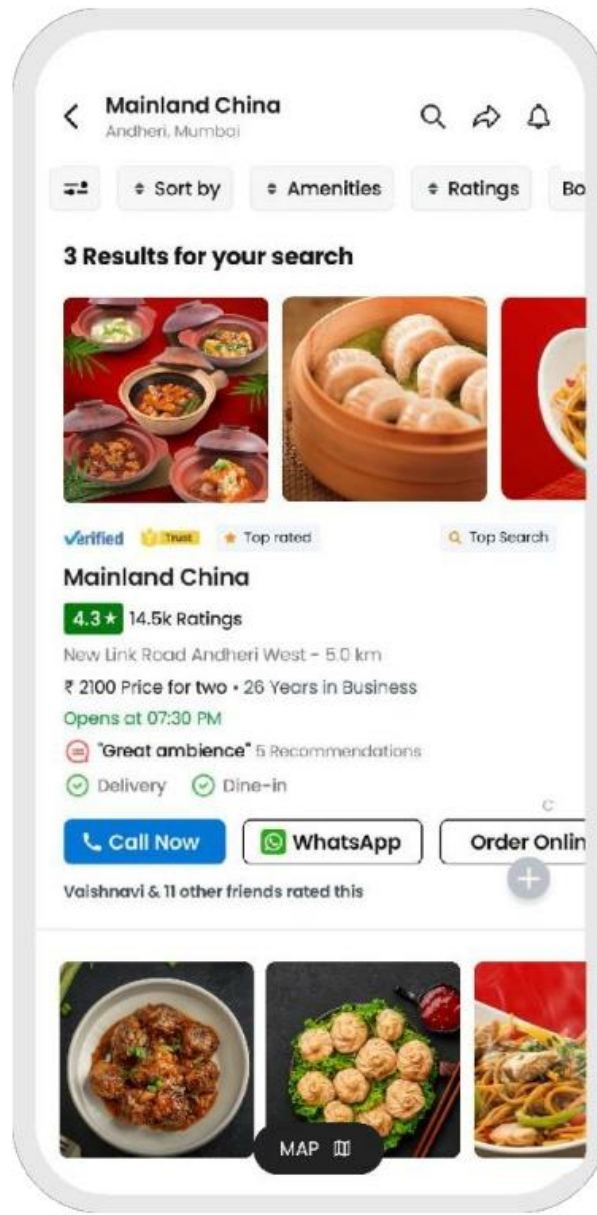 Mainland China
Andheri, Mumbai
Sort by Amenities Ratings Bo
3 Results for your search
Verified Trust Top rated Top Search
Mainland China
4.3★ 14.5k Ratings
New Link Road Andheri West - 5.0 km
₹ 2100 Price for two • 26 Years in Business
Opens at 07:30 PM
"Great ambience" 5 Recommendations
Delivery Dine-in
C
Call Now WhatsApp Order Onlin
Vaishnavi & 11 other friends rated this
MAP